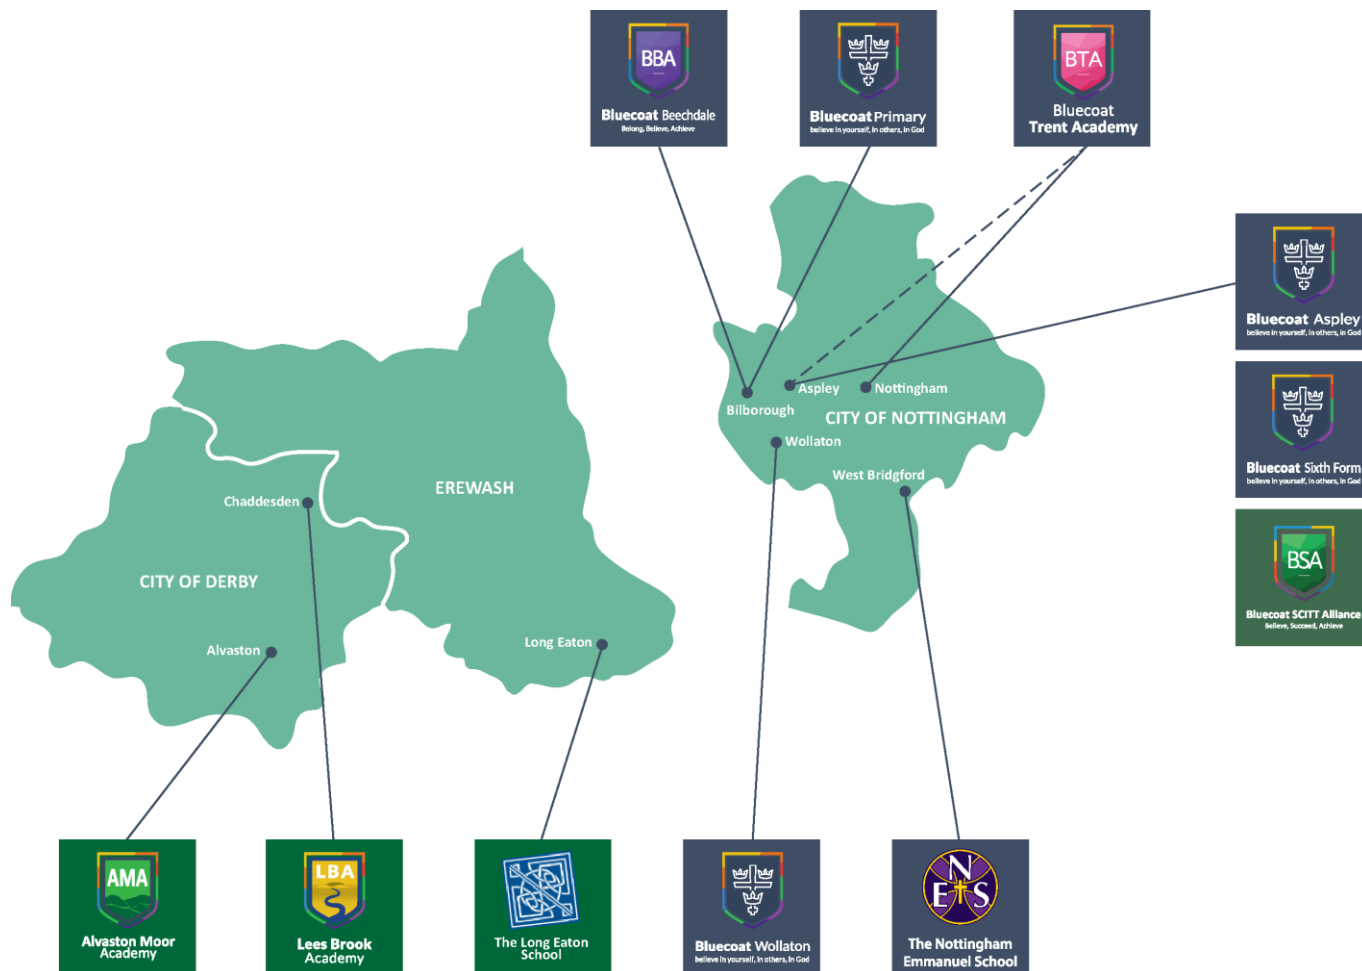 BBA
Bluecoat Beechdale
Belong, Believe, Achieve
Bluecoat Primary
believe in yourself, in others, in God
BTA
Bluecoat
Trent Academy
Bluecoat Aspley
believe in yourself, in others, in God
Bluecoat Sixth Form
believe in yourself, in others, in God
BSA
Bluecoat SCITT Alliance
Believe, Succeed, Achieve
Aspley
Nottingham
Bilborough
CITY OF NOTTINGHAM
Wollaton
West Bridgford
EREWASH
Chaddesden
CITY OF DERBY
Alvaston
Long Eaton
AMA
Alvaston Moor
Academy
LBA
Lees Brook
Academy
The Long Eaton
School
Bluecoat Wollaton
believe in yourself, in others, in God
N
E S
The Nottingham
Emmanuel School